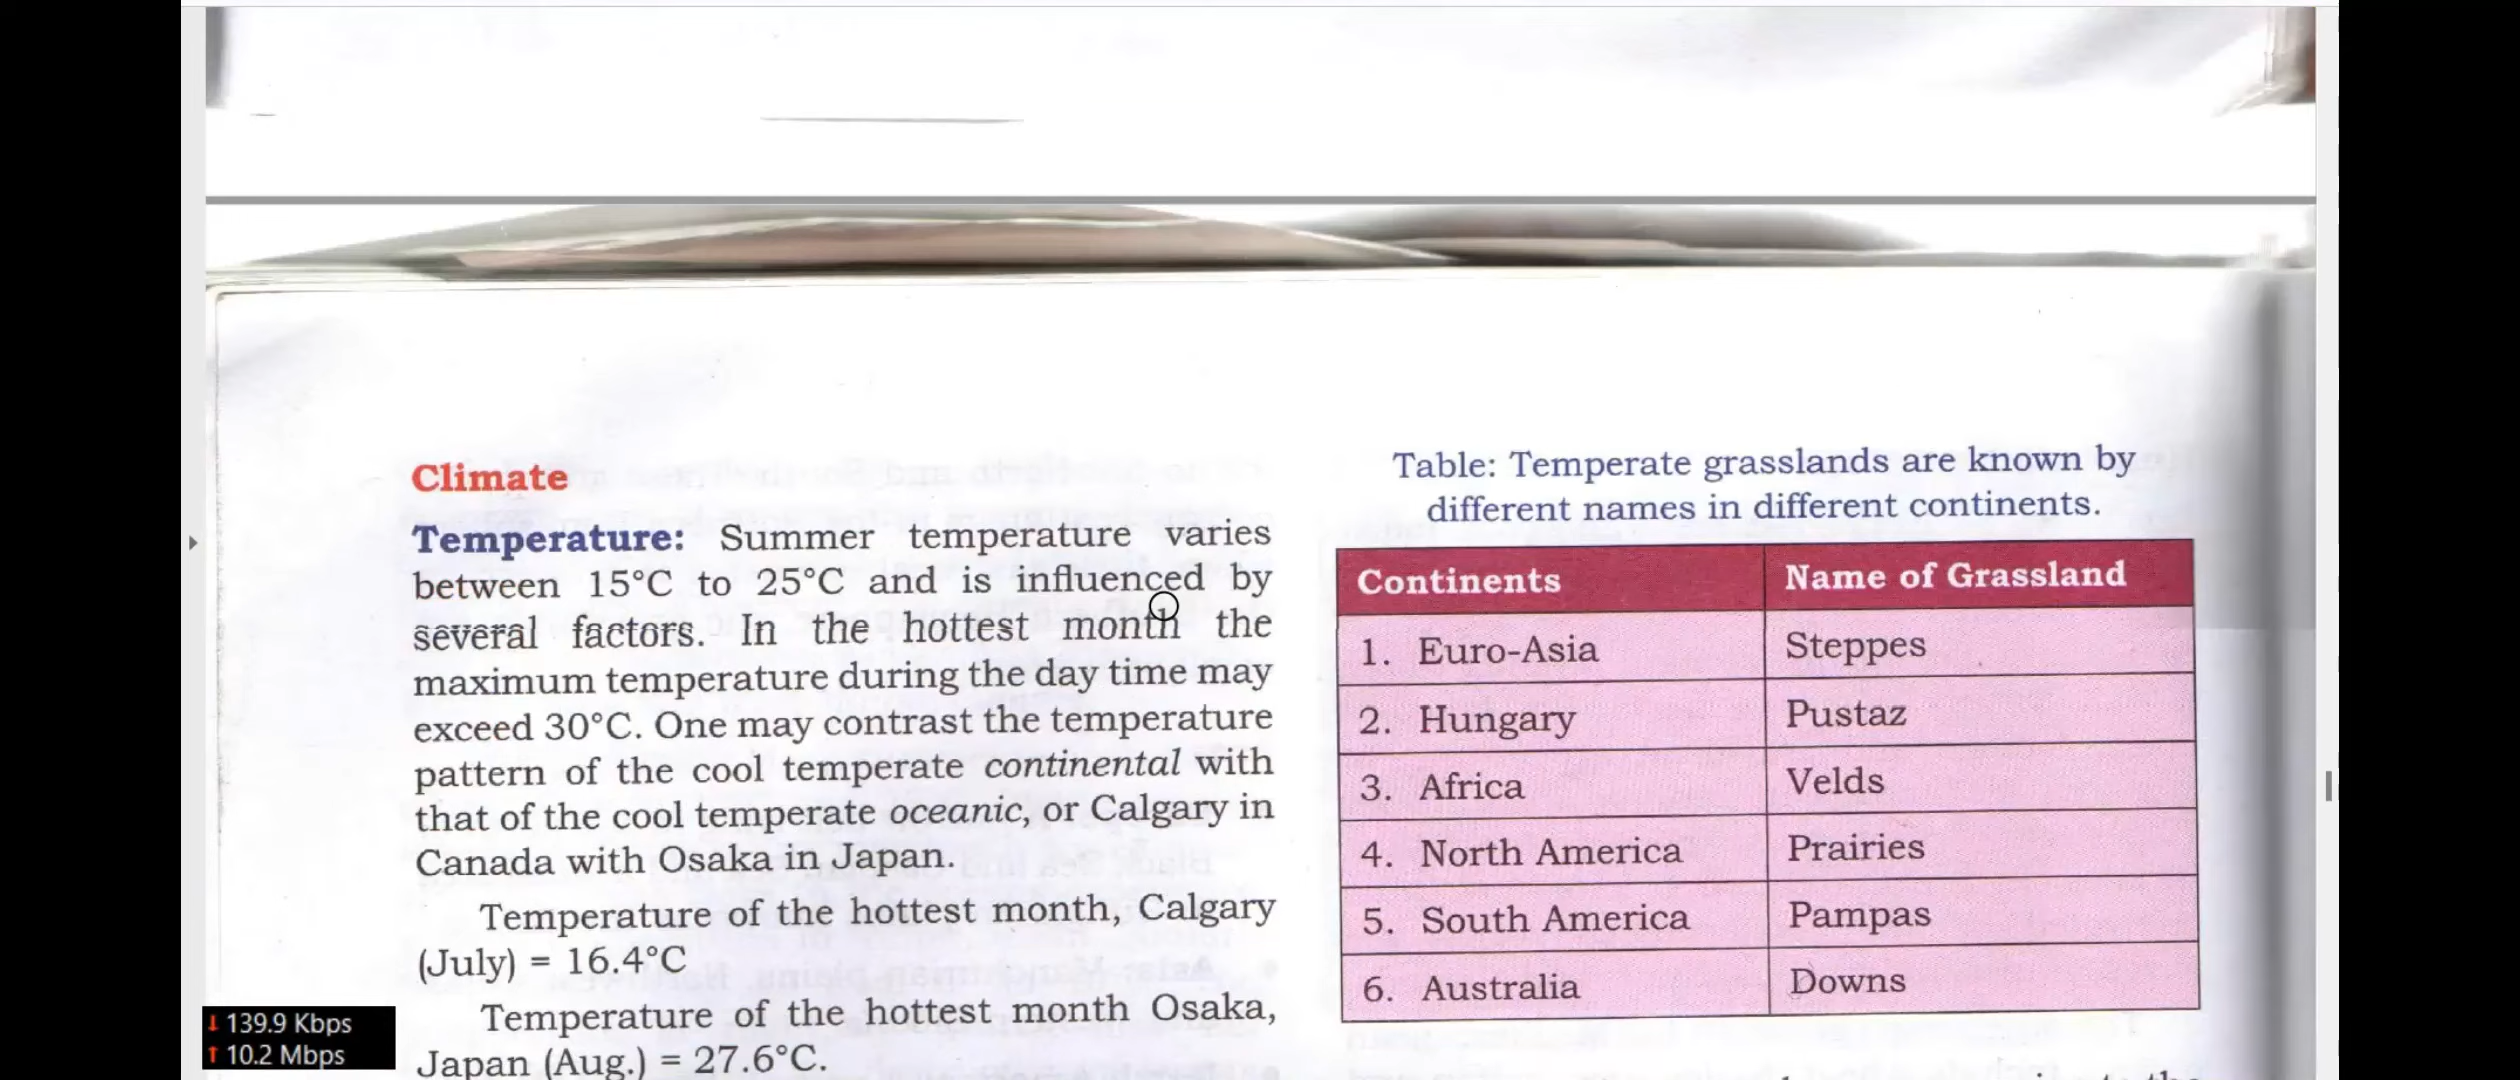 Climate
Temperature: Summer temperature varies
between 15°C to 25°C and is influenced by
several factors. In the hottest month the
maximum temperature during the day time may
exceed 30°C. One may contrast the temperature
pattern of the cool temperate continental with
that of the cool temperate oceanic, or Calgary in
Canada with Osaka in Japan.
Temperature of the hottest month, Calgary
(July) = 16.4°C
Temperature of the hottest month Osaka,
Japan (Aug.) = 27.6°C.
Table: Temperate grasslands are known by
different names in different continents.
Continents Name of Grassland
1. Euro-Asia Steppes
2. Hungary Pustaz
3. Africa Velds
4. North America Prairies
5. South America Pampas
6. Australia Downs
↓ 139.9 Kbps
↑ 10.2 Mbps